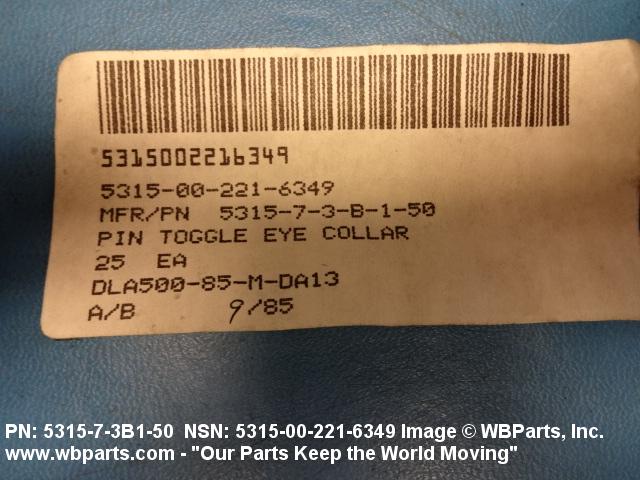 5315002216349
5315-00-221-6349
MFR/PN 5315-7-3-B-1-50
PIN TOGGLE EYE COLLAR
25 EA
DLA500-85-M-DA13
A/B 9/85
PN: 5315-7-3B1-50 NSN: 5315-00-221-6349 Image © WBParts, Inc.
www.wbparts.com - "Our Parts Keep the World Moving"